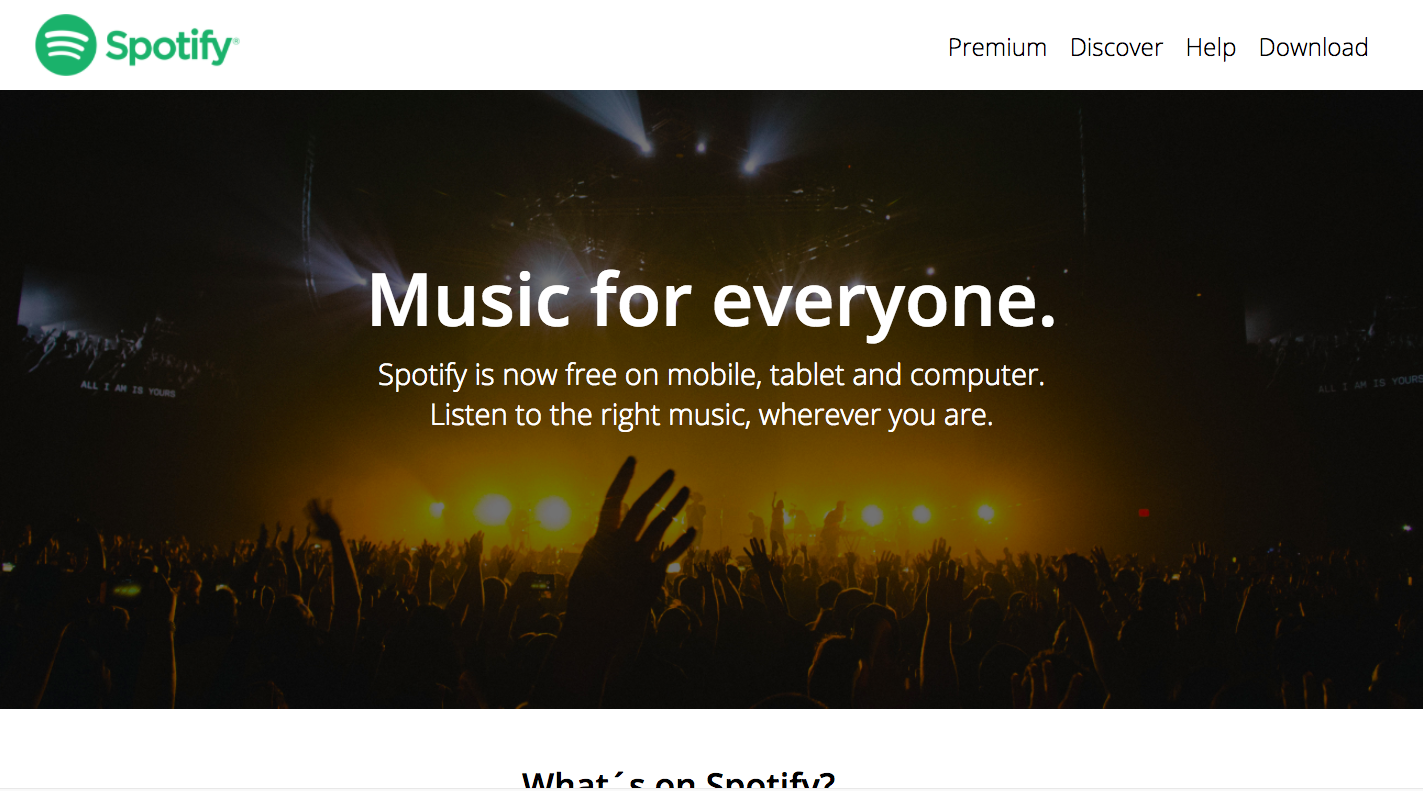 Spotify®
Premium Discover Help Download
Music for everyone.
Spotify is now free on mobile, tablet and computer.
Listen to the right music, wherever you are.
ALL I AM IS YOURS
ALL I AM IS YOURS
What´s on Spotify?